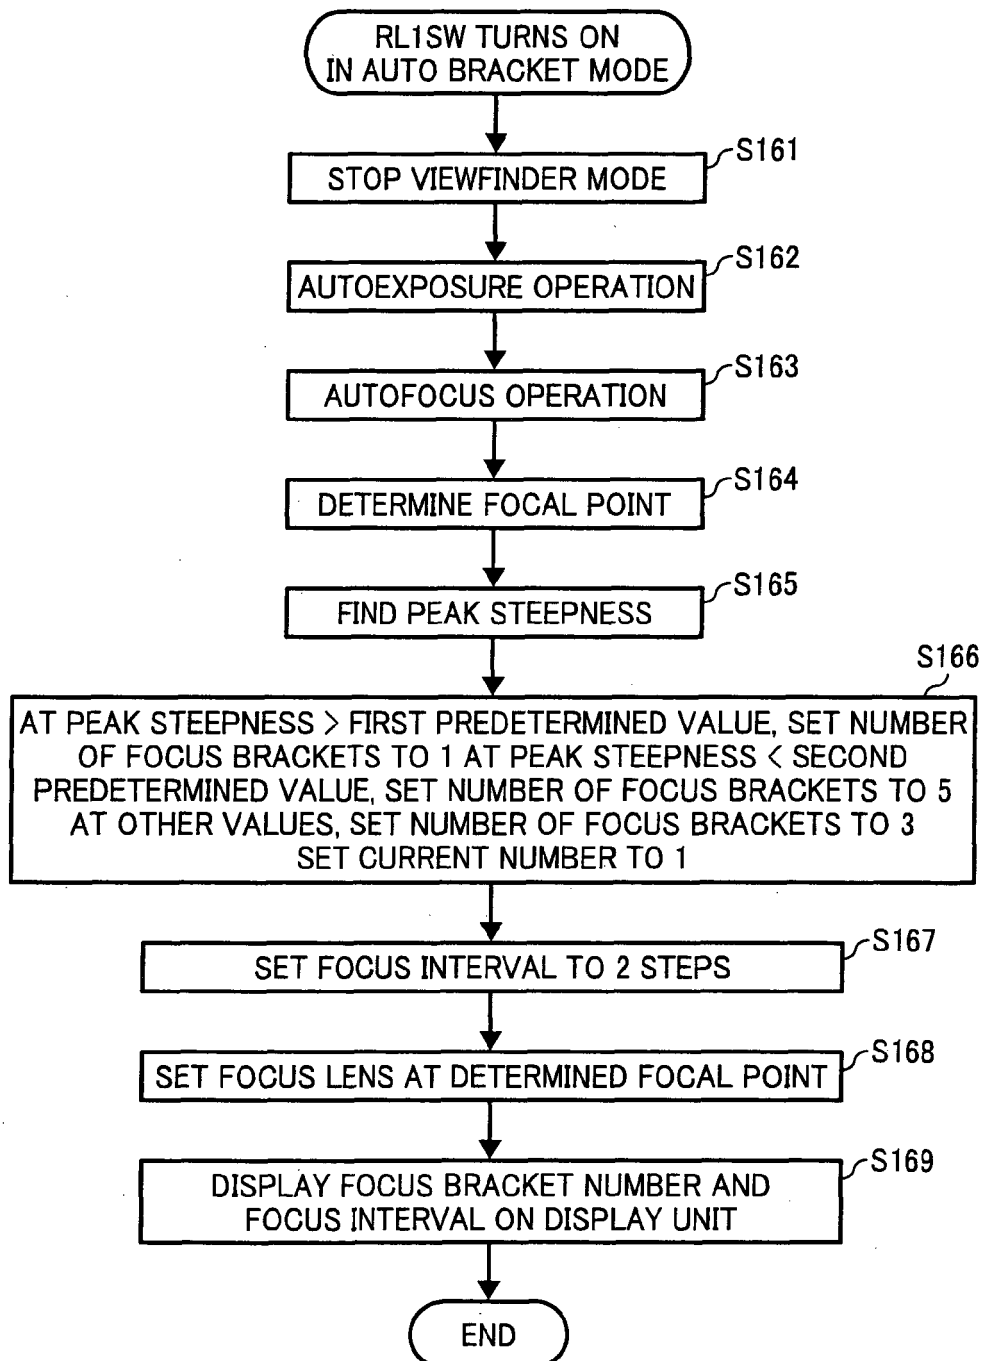 RL1SW TURNS ON
IN AUTO BRACKET MODE
S161
STOP VIEWFINDER MODE
S162
AUTOEXPOSURE OPERATION
S163
AUTOFOCUS OPERATION
S164
DETERMINE FOCAL POINT
S165
FIND PEAK STEEPNESS
S166
AT PEAK STEEPNESS > FIRST PREDETERMINED VALUE, SET NUMBER
OF FOCUS BRACKETS TO 1 AT PEAK STEEPNESS < SECOND
PREDETERMINED VALUE, SET NUMBER OF FOCUS BRACKETS TO 5
AT OTHER VALUES, SET NUMBER OF FOCUS BRACKETS TO 3
SET CURRENT NUMBER TO 1
S167
SET FOCUS INTERVAL TO 2 STEPS
S168
SET FOCUS LENS AT DETERMINED FOCAL POINT
S169
DISPLAY FOCUS BRACKET NUMBER AND
FOCUS INTERVAL ON DISPLAY UNIT
END